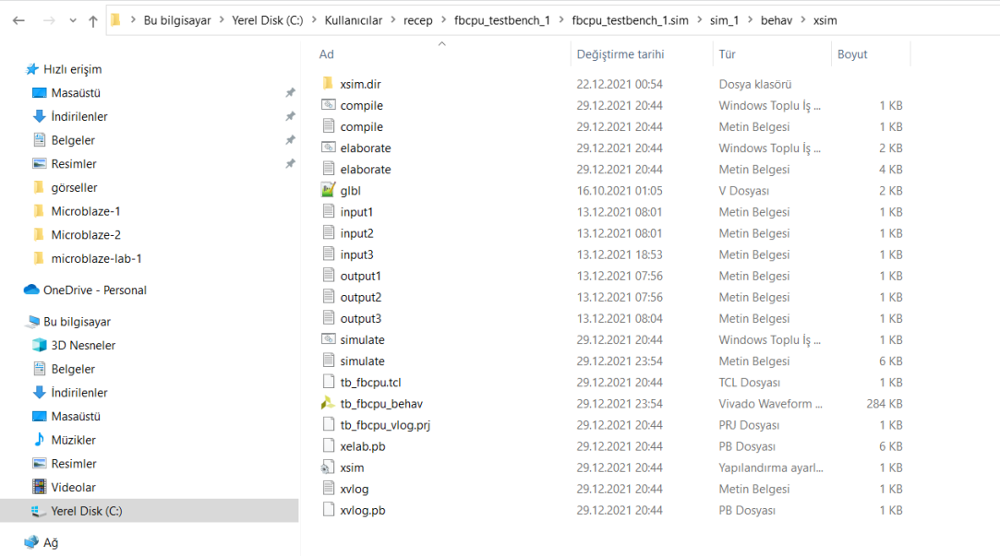 Bu bilgisayar Yerel Disk (C:) Kullanıcılar recep fbcpu_testbench_1 fbcpu_testbench_1.sim sim_1 behav xsim
Hızlı erişim
Masaüstü
İndirilenler
Belgeler
Resimler
görseller
Microblaze-1
Microblaze-2
microblaze-lab-1
OneDrive - Personal
Bu bilgisayar
3D Nesneler
Belgeler
İndirilenler
Masaüstü
Müzikler
Resimler
Videolar
Yerel Disk (C:)
Ağ
Ad Değiştirme tarihi Tür Boyut
xsim.dir 22.12.2021 00:54 Dosya klasörü
compile 29.12.2021 20:44 Windows Toplu İş ... 1 KB
compile 29.12.2021 20:44 Metin Belgesi 1 KB
elaborate 29.12.2021 20:44 Windows Toplu İş ... 2 KB
elaborate 29.12.2021 20:44 Metin Belgesi 4 KB
glbl 16.10.2021 01:05 V Dosyası 2 KB
input1 13.12.2021 08:01 Metin Belgesi 1 KB
input2 13.12.2021 08:01 Metin Belgesi 1 KB
input3 13.12.2021 18:53 Metin Belgesi 1 KB
output1 13.12.2021 07:56 Metin Belgesi 1 KB
output2 13.12.2021 07:56 Metin Belgesi 1 KB
output3 13.12.2021 08:04 Metin Belgesi 1 KB
simulate 29.12.2021 20:44 Windows Toplu İş ... 1 KB
simulate 29.12.2021 23:54 Metin Belgesi 6 KB
tb_fbcpu.tcl 29.12.2021 20:44 TCL Dosyası 1 KB
tb_fbcpu_behav 29.12.2021 23:54 Vivado Waveform ... 284 KB
tb_fbcpu_vlog.prj 29.12.2021 20:44 PRJ Dosyası 1 KB
xelab.pb 29.12.2021 20:44 PB Dosyası 6 KB
xsim 29.12.2021 20:44 Yapılandırma ayarl... 1 KB
xvlog 29.12.2021 20:44 Metin Belgesi 1 KB
xvlog.pb 29.12.2021 20:44 PB Dosyası 1 KB